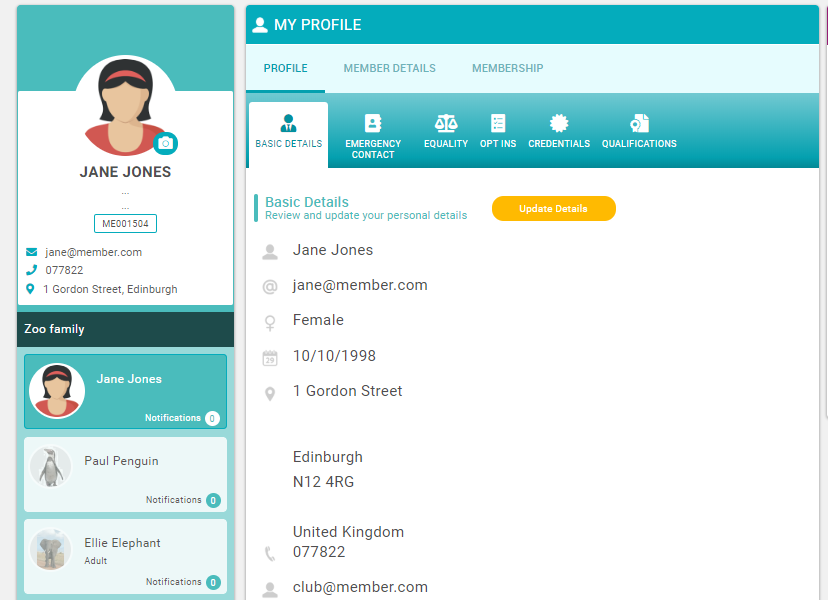 JANE JONES
...
...
ME001504
jane@member.com
077822
1 Gordon Street, Edinburgh
Zoo family
Jane Jones
Notifications 0
Paul Penguin
Notifications 0
Ellie Elephant
Adult
Notifications 0
MY PROFILE
PROFILE MEMBER DETAILS MEMBERSHIP
BASIC DETAILS
EMERGENCY
CONTACT
EQUALITY
OPT INS
CREDENTIALS
QUALIFICATIONS
Basic Details
Review and update your personal details
Update Details
Jane Jones
@ jane@member.com
Female
29 10/10/1998
1 Gordon Street
Edinburgh
N12 4RG
United Kingdom
077822
club@member.com